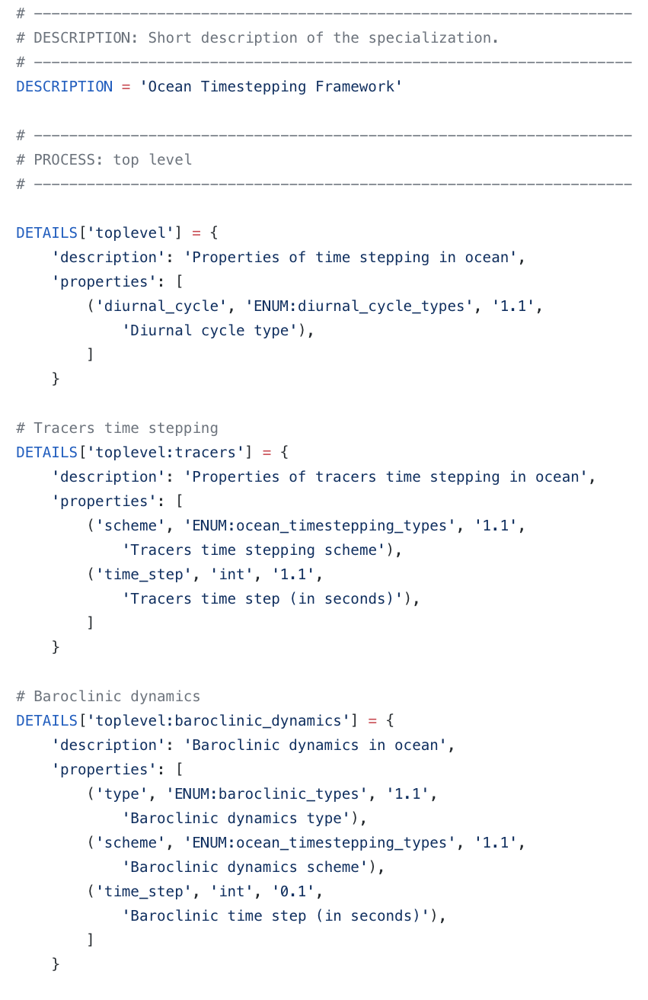 # --------------------------------------------------------------------
# DESCRIPTION: Short description of the specialization.
# --------------------------------------------------------------------
DESCRIPTION = 'Ocean Timestepping Framework'
# --------------------------------------------------------------------
# PROCESS: top level
# --------------------------------------------------------------------
DETAILS['toplevel'] = {
    'description': 'Properties of time stepping in ocean',
    'properties': [
        ('diurnal_cycle', 'ENUM:diurnal_cycle_types', '1.1',
            'Diurnal cycle type'),
        ]
    }
# Tracers time stepping
DETAILS['toplevel:tracers'] = {
    'description': 'Properties of tracers time stepping in ocean',
    'properties': [
        ('scheme', 'ENUM:ocean_timestepping_types', '1.1',
            'Tracers time stepping scheme'),
        ('time_step', 'int', '1.1',
            'Tracers time step (in seconds)'),
        ]
    }
# Baroclinic dynamics
DETAILS['toplevel:baroclinic_dynamics'] = {
    'description': 'Baroclinic dynamics in ocean',
    'properties': [
        ('type', 'ENUM:baroclinic_types', '1.1',
            'Baroclinic dynamics type'),
        ('scheme', 'ENUM:ocean_timestepping_types', '1.1',
            'Baroclinic dynamics scheme'),
        ('time_step', 'int', '0.1',
            'Baroclinic time step (in seconds)'),
        ]
    }